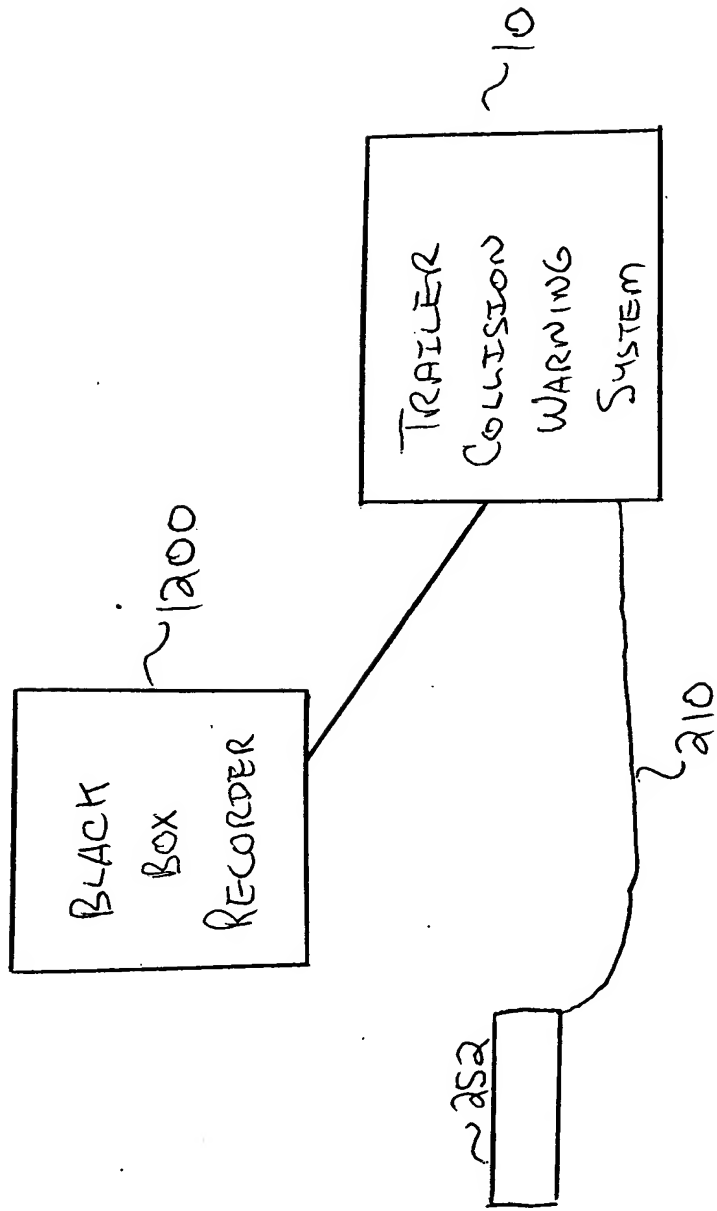 BLACK
BOX
RECORDER
~1200
TRAILER
COLLISION
WARNING
SYSTEM
~10
~252
~210